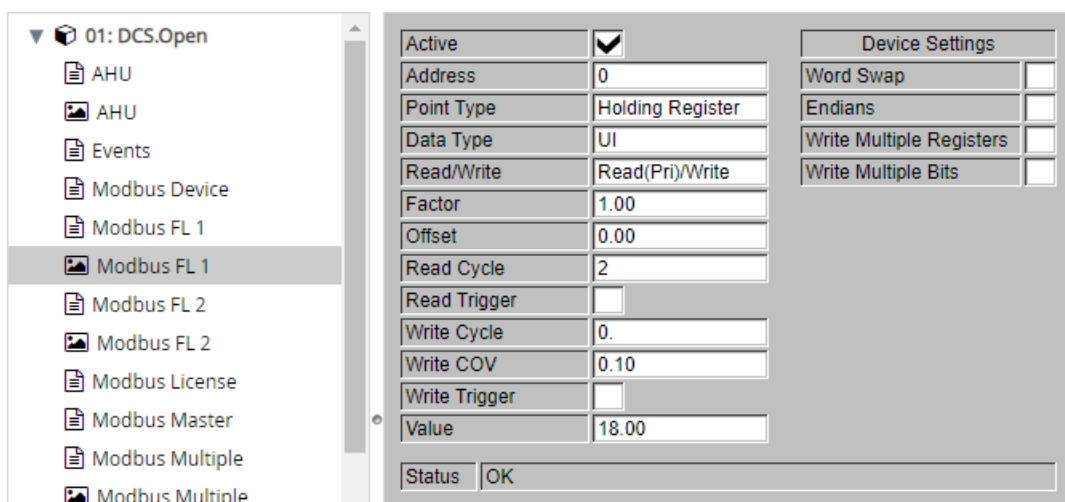 01: DCS.Open
AHU
AHU
Events
Modbus Device
Modbus FL 1
Modbus FL 1
Modbus FL 2
Modbus FL 2
Modbus License
Modbus Master
Modbus Multiple
Modbus Multiple
Active
Address 0
Point Type Holding Register
Data Type UI
Read/Write Read(Pri)/Write
Factor 1.00
Offset 0.00
Read Cycle 2
Read Trigger
Write Cycle 0.
Write COV 0.10
Write Trigger
Value 18.00
Status OK
Device Settings
Word Swap
Endians
Write Multiple Registers
Write Multiple Bits